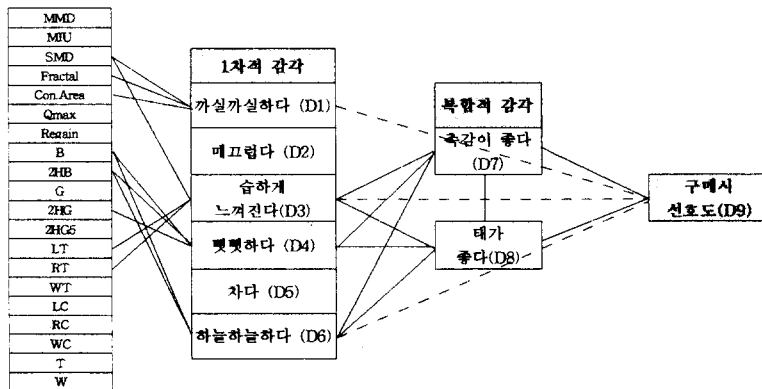 MMD
MIU
SMD
Fractal
Con.Area
Qmax
Regain
B
2HB
G
2HG
2HG5
LT
RT
WT
LC
RC
WC
T
W
1차적 감각
까실까실하다 (D1)
매끄럽다 (D2)
습하게
느껴진다(D3)
뻣뻣하다 (D4)
차다 (D5)
하늘하늘하다 (D6)
복합적 감각
촉감이 좋다
(D7)
태가
좋다(D8)
구매시
선호도(D9)